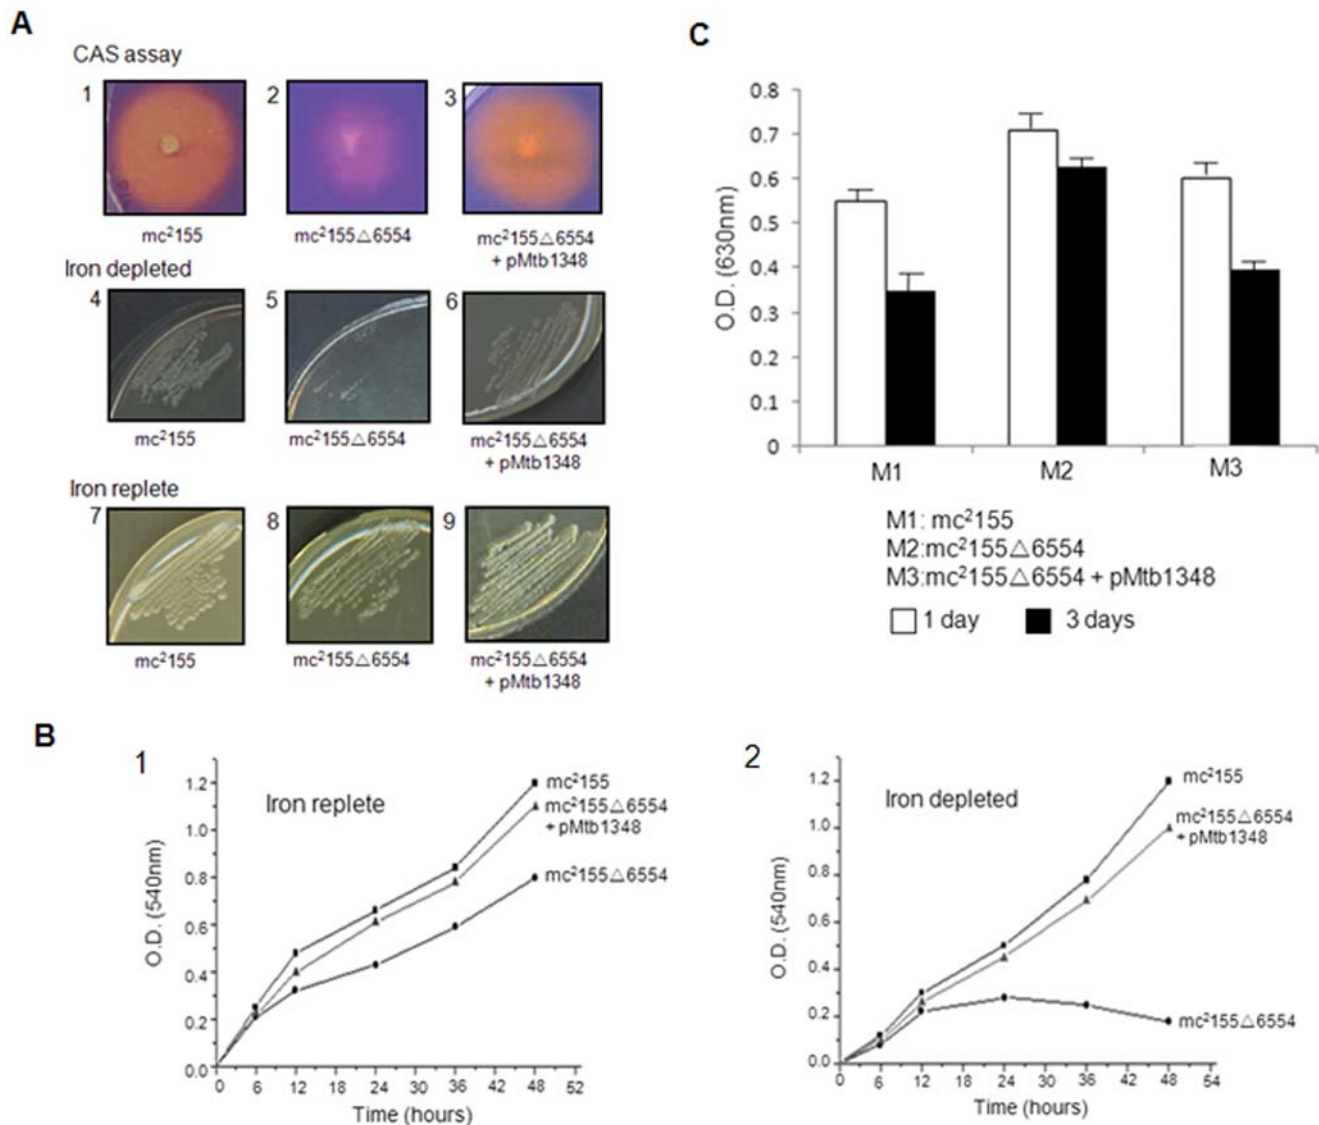 A
CAS assay
1
2
3
mc²155
mc²155△6554
mc²155△6554
+ pMtb1348
Iron depleted
4
5
6
mc²155
mc²155△6554
mc²155△6554
+ pMtb1348
Iron replete
7
8
9
mc²155
mc²155△6554
mc²155△6554
+ pMtb1348
C
0.8
0.7
0.6
0.5
0.4
0.3
0.2
0.1
0
O.D. (630nm)
M1
M2
M3
M1: mc²155
M2:mc²155△6554
M3:mc²155△6554 + pMtb1348
1 day
3 days
B
1
Iron replete
1.2
1.0
0.8
0.6
0.4
0.2
0.0
O.D. (540nm)
mc²155
mc²155△6554
+ pMtb1348
mc²155△6554
0 6 12 18 24 30 36 42 48 52
Time (hours)
2
Iron depleted
1.2
1.0
0.8
0.6
0.4
0.2
0.0
O.D. (540nm)
mc²155
mc²155△6554
+ pMtb1348
mc²155△6554
0 6 12 18 24 30 36 42 48 54
Time (hours)